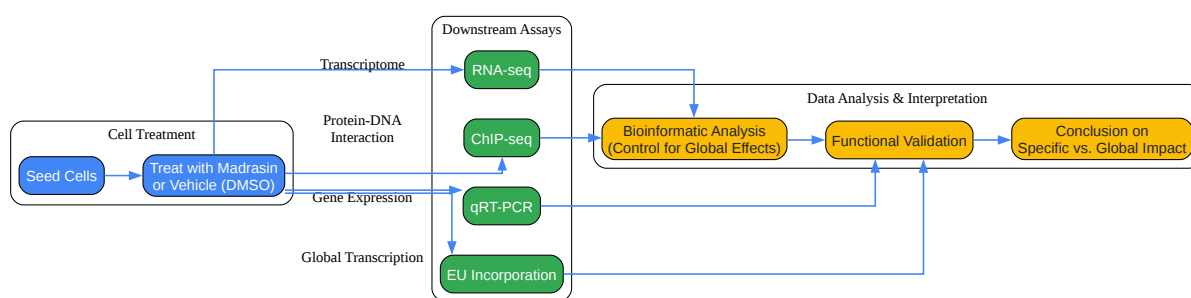 Downstream Assays
Transcriptome
RNA-seq
Data Analysis & Interpretation
Protein-DNA
Interaction
Cell Treatment
ChIP-seq
Bioinformatic Analysis
(Control for Global Effects)
Functional Validation
Conclusion on
Specific vs. Global Impact
Seed Cells
Treat with Madrasin
or Vehicle (DMSO)
Gene Expression
qRT-PCR
Global Transcription
EU Incorporation